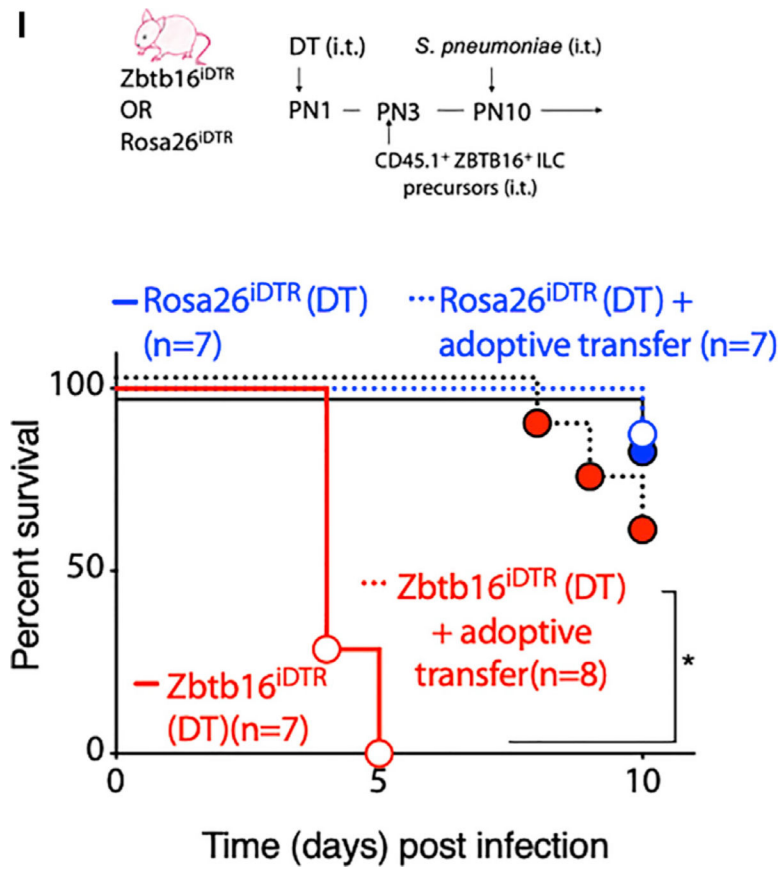 I
DT (i.t.) S. pneumoniae (i.t.)
Zbtb16iDTR
OR
Rosa26iDTR
PN1 — PN3 — PN10
CD45.1+ ZBTB16+ ILC
precursors (i.t.)
Rosa26iDTR (DT)
(n=7)
Rosa26iDTR (DT) +
adoptive transfer (n=7)
100
50
0
Percent survival
Zbtb16iDTR (DT)
+ adoptive
transfer(n=8)
*
Zbtb16iDTR
(DT)(n=7)
0 5 10
Time (days) post infection